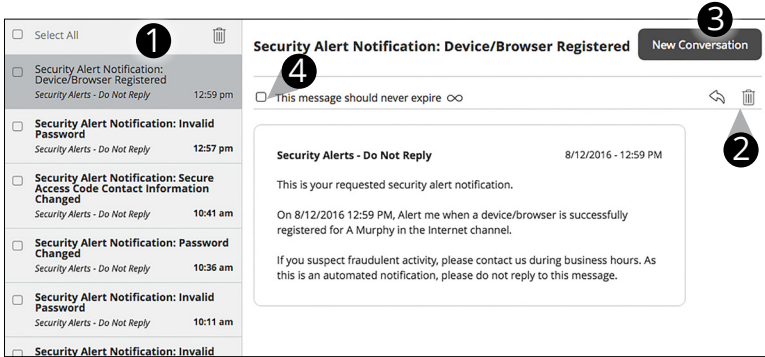 Select All
1
Security Alert Notification:
Device/Browser Registered
Security Alerts - Do Not Reply 12:59 pm
Security Alert Notification: Invalid
Password
Security Alerts - Do Not Reply 12:57 pm
Security Alert Notification: Secure
Access Code Contact Information
Changed
Security Alerts - Do Not Reply 10:41 am
Security Alert Notification: Password
Changed
Security Alerts - Do Not Reply 10:36 am
Security Alert Notification: Invalid
Password
Security Alerts - Do Not Reply 10:11 am
Security Alert Notification: Invalid
3
Security Alert Notification: Device/Browser Registered New Conversation
4
This message should never expire ∞
2
Security Alerts - Do Not Reply 8/12/2016 - 12:59 PM
This is your requested security alert notification.
On 8/12/2016 12:59 PM, Alert me when a device/browser is successfully
registered for A Murphy in the Internet channel.
If you suspect fraudulent activity, please contact us during business hours. As
this is an automated notification, please do not reply to this message.